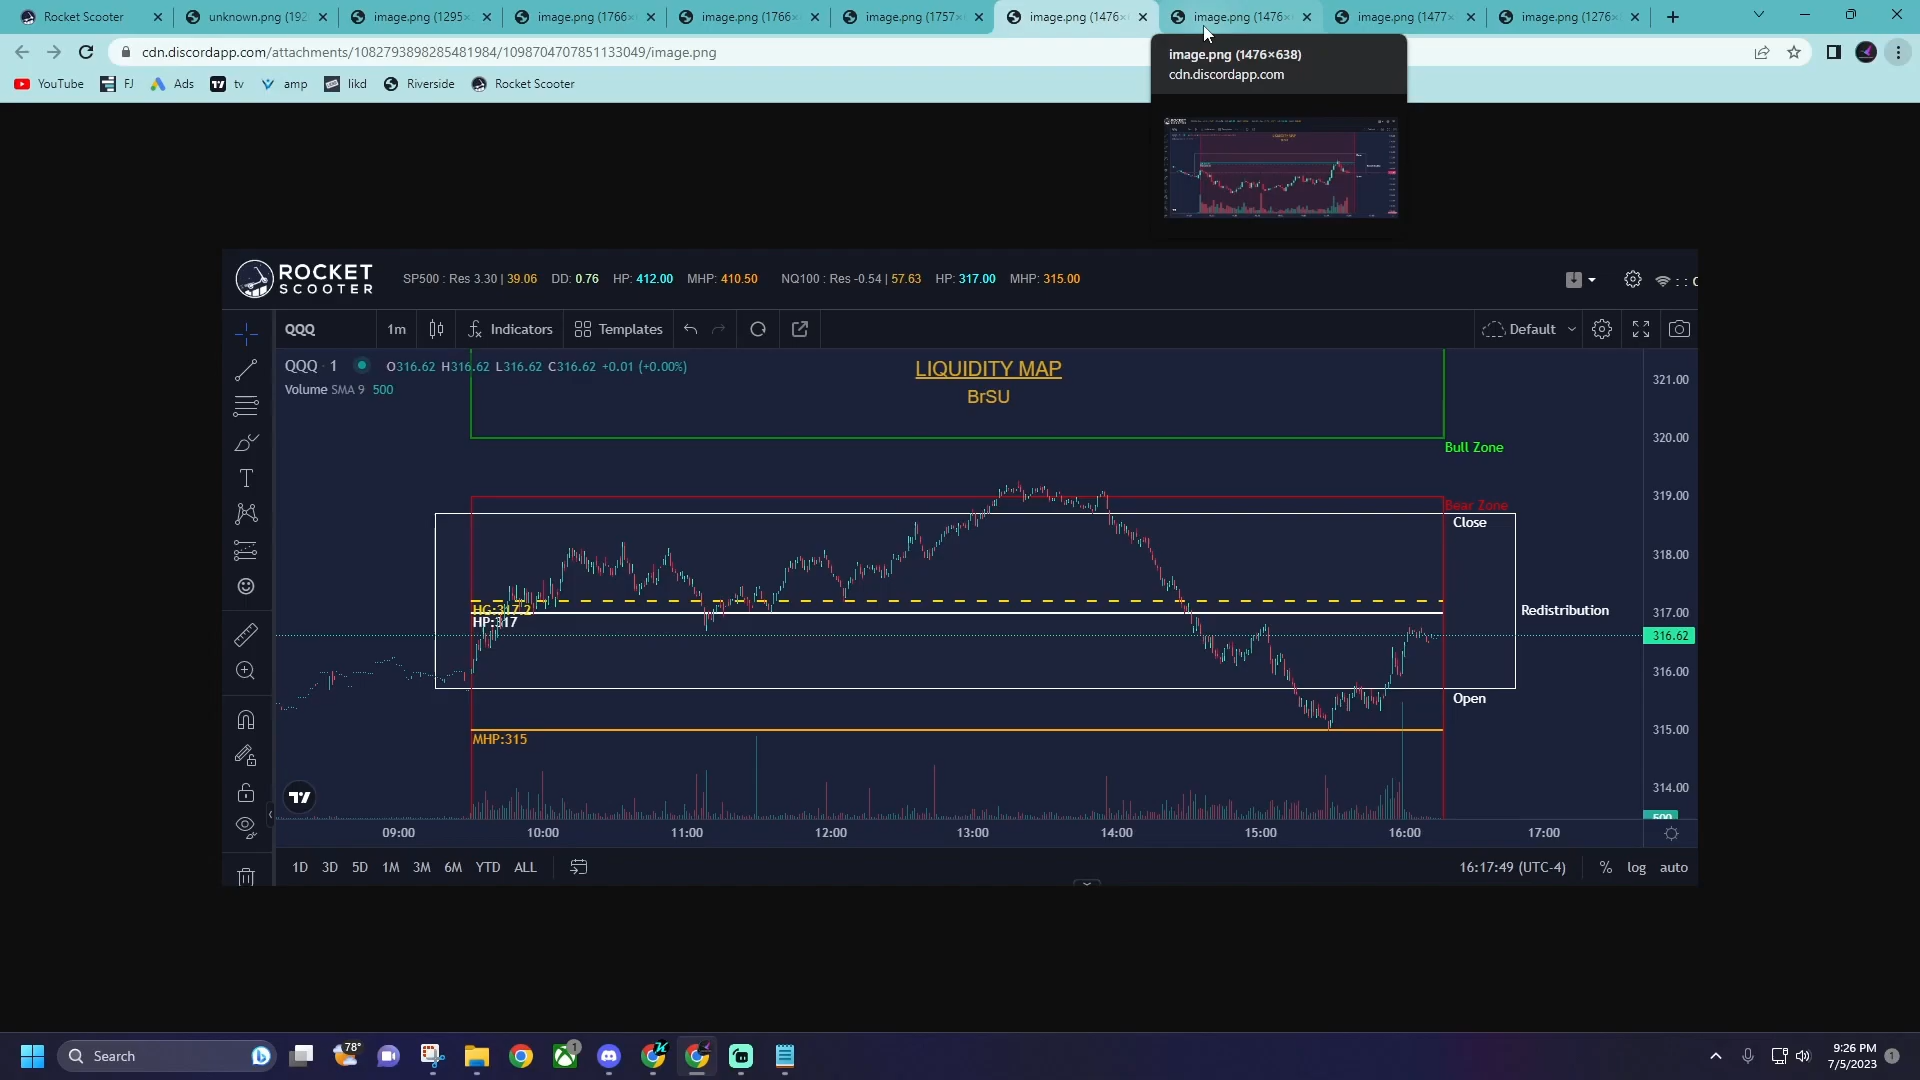 Rocket Scooter
unknown.png (192
image.png (1295×
image.png (1766×
image.png (1766×
image.png (1757×
image.png (1476×
image.png (1476×
image.png (1477×
image.png (1276×
cdn.discordapp.com/attachments/1082793898285481984/1098704707851133049/image.png
image.png (1476×638)
cdn.discordapp.com
YouTube
FJ
Ads
tv
amp
likd
Riverside
Rocket Scooter
ROCKET
SCOOTER
SP500 : Res 3.30 | 39.06 DD: 0.76 HP: 412.00 MHP: 410.50 NQ100 : Res -0.54 | 57.63 HP: 317.00 MHP: 315.00
QQQ
1m
Indicators
Templates
Default
QQQ · 1
O316.62 H316.62 L316.62 C316.62 +0.01 (+0.00%)
Volume SMA 9 500
LIQUIDITY MAP
BrSU
321.00
320.00
Bull Zone
319.00
Bear Zone
Close
318.00
HG:317.2
HP:317
317.00
Redistribution
316.62
316.00
Open
315.00
MHP:315
314.00
500
09:00
10:00
11:00
12:00
13:00
14:00
15:00
16:00
17:00
1D 3D 5D 1M 3M 6M YTD ALL
16:17:49 (UTC-4)
%
log
auto
Search
78°
1
9:26 PM
7/5/2023
1